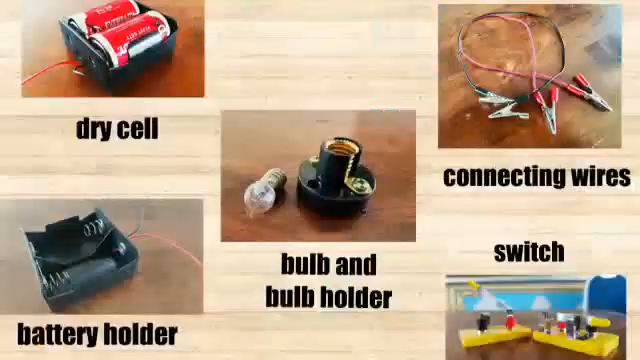 dry cell
connecting wires
bulb and
bulb holder
switch
battery holder